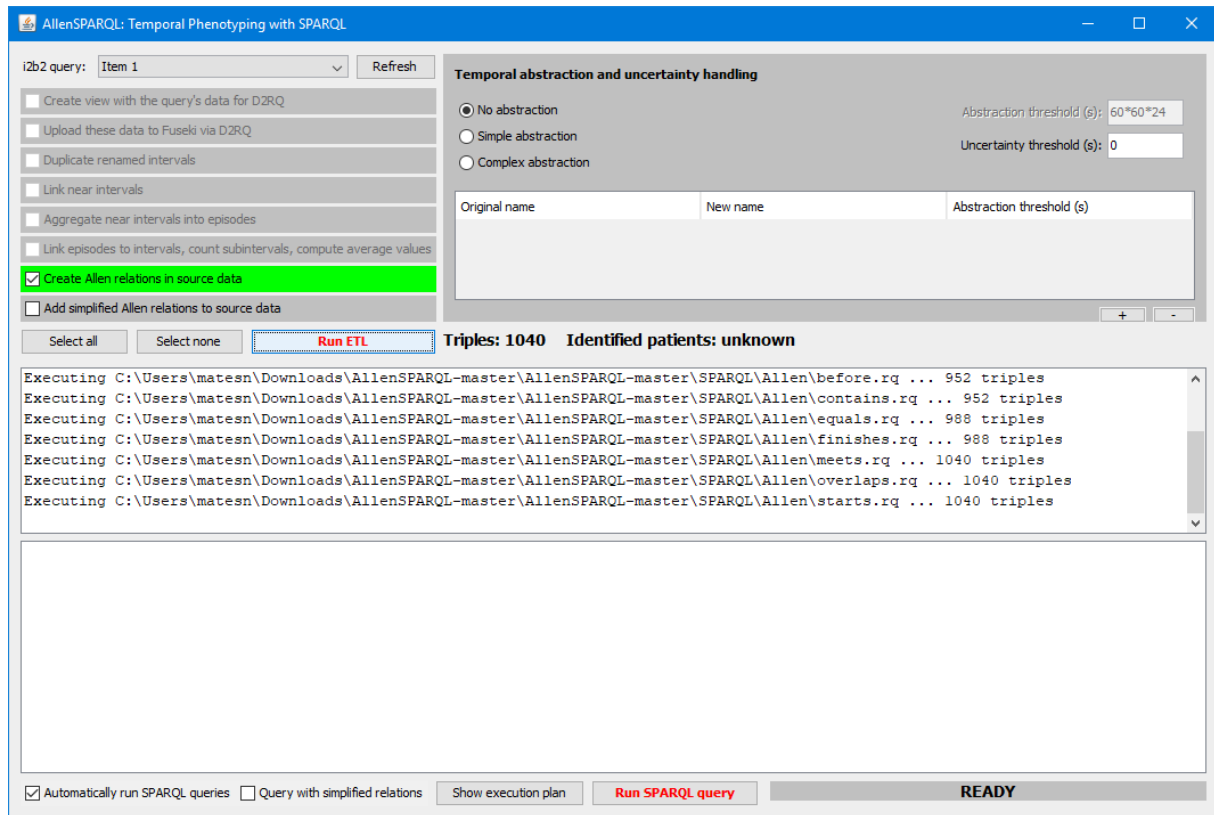 AllenSPARQL: Temporal Phenotyping with SPARQL
i2b2 query: Item 1 Refresh
Create view with the query's data for D2RQ
Upload these data to Fuseki via D2RQ
Duplicate renamed intervals
Link near intervals
Aggregate near intervals into episodes
Link episodes to intervals, count subintervals, compute average values
Create Allen relations in source data
Add simplified Allen relations to source data
Temporal abstraction and uncertainty handling
No abstraction
Simple abstraction
Complex abstraction
Abstraction threshold (s): 60*60*24
Uncertainty threshold (s): 0
Original name New name Abstraction threshold (s)
+ -
Select all Select none Run ETL Triples: 1040 Identified patients: unknown
Executing C:\Users\matesn\Downloads\AllenSPARQL-master\AllenSPARQL-master\SPARQL\Allen\before.rq ... 952 triples
Executing C:\Users\matesn\Downloads\AllenSPARQL-master\AllenSPARQL-master\SPARQL\Allen\contains.rq ... 952 triples
Executing C:\Users\matesn\Downloads\AllenSPARQL-master\AllenSPARQL-master\SPARQL\Allen\equals.rq ... 988 triples
Executing C:\Users\matesn\Downloads\AllenSPARQL-master\AllenSPARQL-master\SPARQL\Allen\finishes.rq ... 988 triples
Executing C:\Users\matesn\Downloads\AllenSPARQL-master\AllenSPARQL-master\SPARQL\Allen\meets.rq ... 1040 triples
Executing C:\Users\matesn\Downloads\AllenSPARQL-master\AllenSPARQL-master\SPARQL\Allen\overlaps.rq ... 1040 triples
Executing C:\Users\matesn\Downloads\AllenSPARQL-master\AllenSPARQL-master\SPARQL\Allen\starts.rq ... 1040 triples
Automatically run SPARQL queries Query with simplified relations Show execution plan Run SPARQL query READY